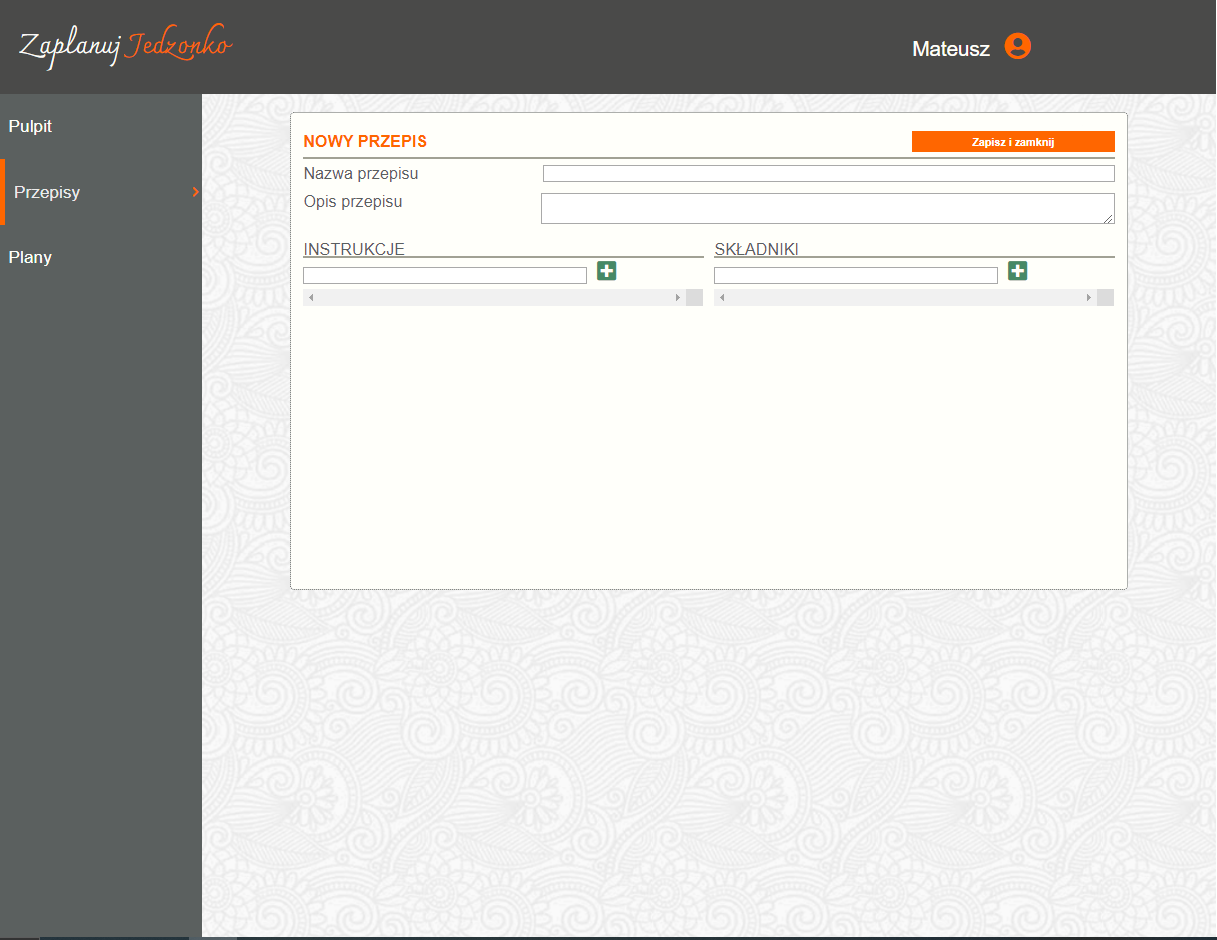 Zaplanuj Jedzonko
Mateusz
Pulpit
Przepisy
Plany
NOWY PRZEPIS
Zapisz i zamknij
Nazwa przepisu
Opis przepisu
INSTRUKCJE
SKŁADNIKI